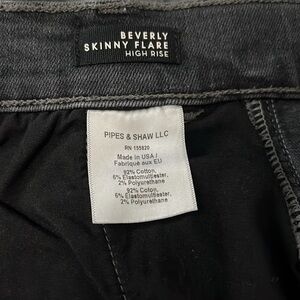 BEVERLY
SKINNY FLARE
HIGH RISE
PIPES & SHAW LLC
RN 155820
Made in USA /
Fabriqué aux EU
92% Cotton,
6% Elastomultiester,
2% Polyurethane
92% Coton,
6% Elastomultiester,
2% Polyurethane